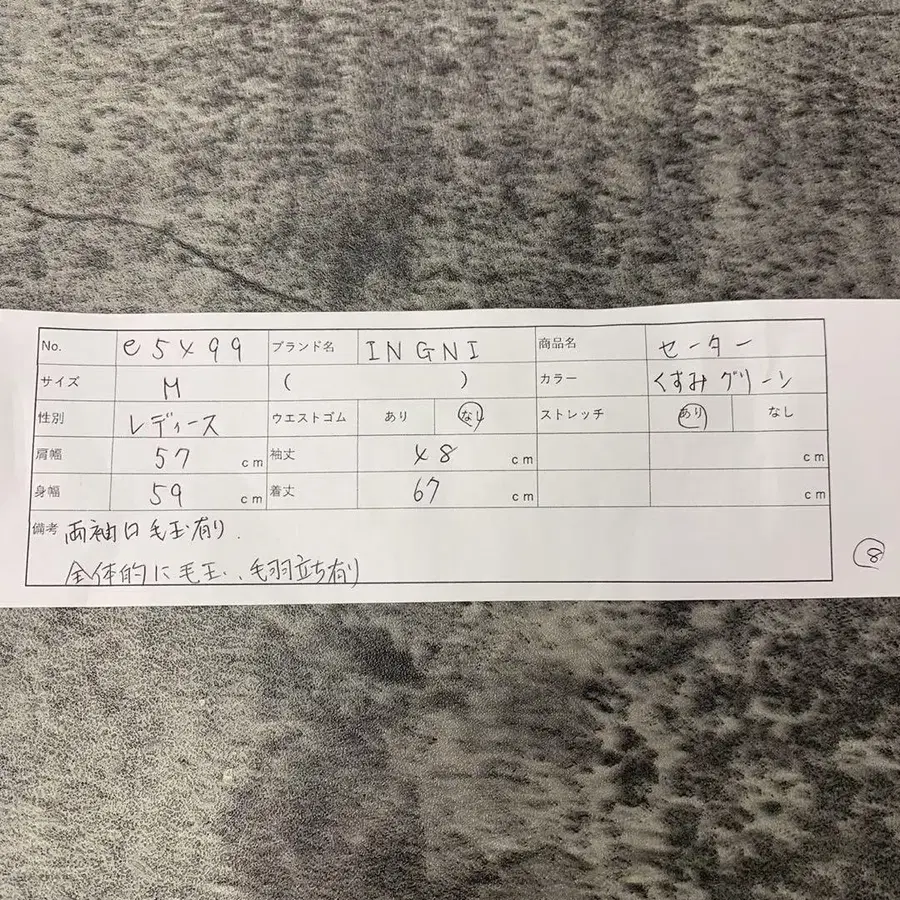 No. e5499 ブランド名 INGNI 商品名 セーター
サイズ M ( ) カラー くすみグリーン
性別 レディース ウエストゴム あり なし ストレッチ あり なし
肩幅 57 cm 袖丈 48 cm cm
身幅 59 cm 着丈 67 cm cm
備考 両袖口毛玉有り.
全体的に毛玉、毛羽立ち有り
8